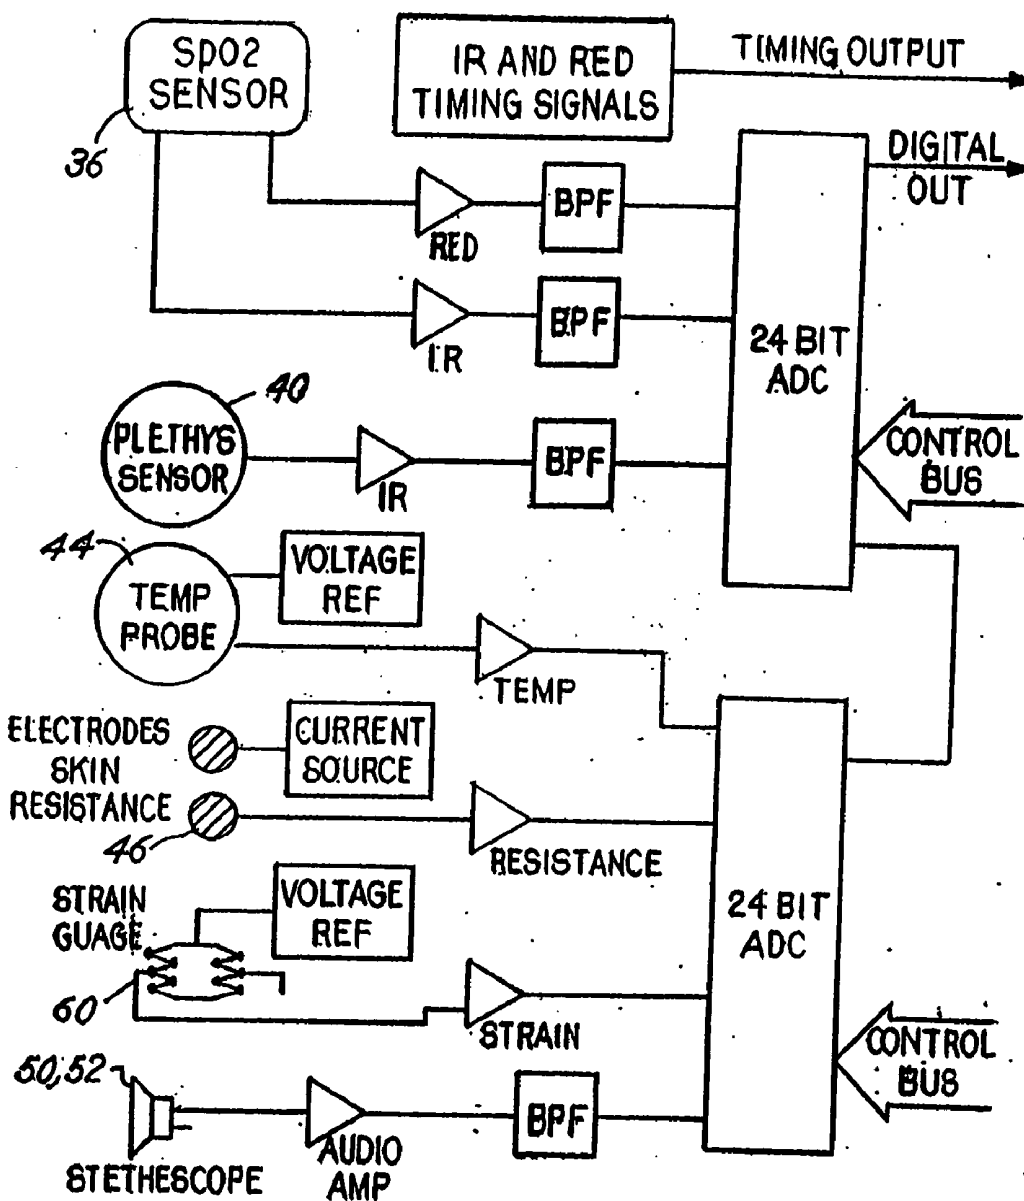 SpO2
SENSOR
36
IR AND RED
TIMING SIGNALS
TIMING OUTPUT
DIGITAL
OUT
RED
BPF
IR
BPF
24 BIT
ADC
40
PLETHYS
SENSOR
IR
BPF
CONTROL
BUS
44
TEMP
PROBE
VOLTAGE
REF
TEMP
ELECTRODES
SKIN
RESISTANCE
46
CURRENT
SOURCE
RESISTANCE
STRAIN
GUAGE
60
VOLTAGE
REF
STRAIN
24 BIT
ADC
CONTROL
BUS
50,52
STETHESCOPE
AUDIO
AMP
BPF